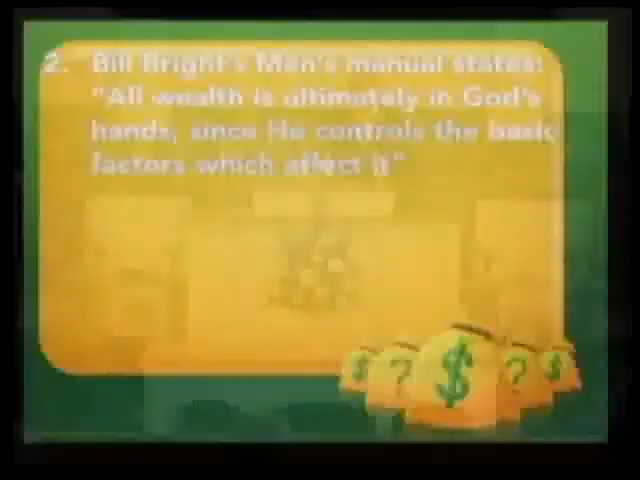 2. Bill Bright's Men's manual states:
"All wealth is ultimately in God's
hands, since He controls the basic
factors which affect it"
$ ? $ ? $